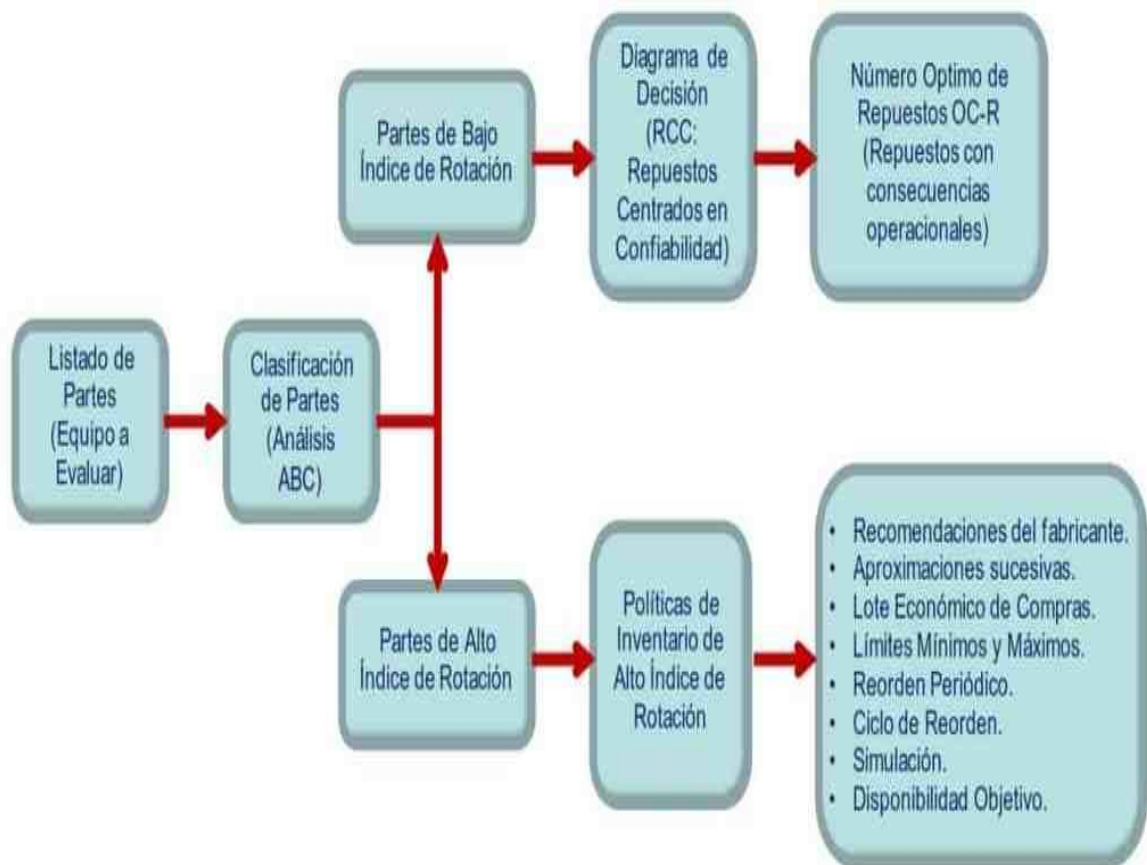 Listado de
Partes
(Equipo a
Evaluar)
Clasificación
de Partes
(Análisis
ABC)
Partes de Bajo
Índice de Rotación
Diagrama de
Decisión
(RCC:
Repuestos
Centrados en
Confiabilidad)
Número Optimo de
Repuestos OC-R
(Repuestos con
consecuencias
operacionales)
Partes de Alto
Índice de Rotación
Políticas de
Inventario de
Alto Índice de
Rotación
• Recomendaciones del fabricante.
• Aproximaciones sucesivas.
• Lote Económico de Compras.
• Límites Mínimos y Máximos.
• Reorden Periódico.
• Ciclo de Reorden.
• Simulación.
• Disponibilidad Objetivo.